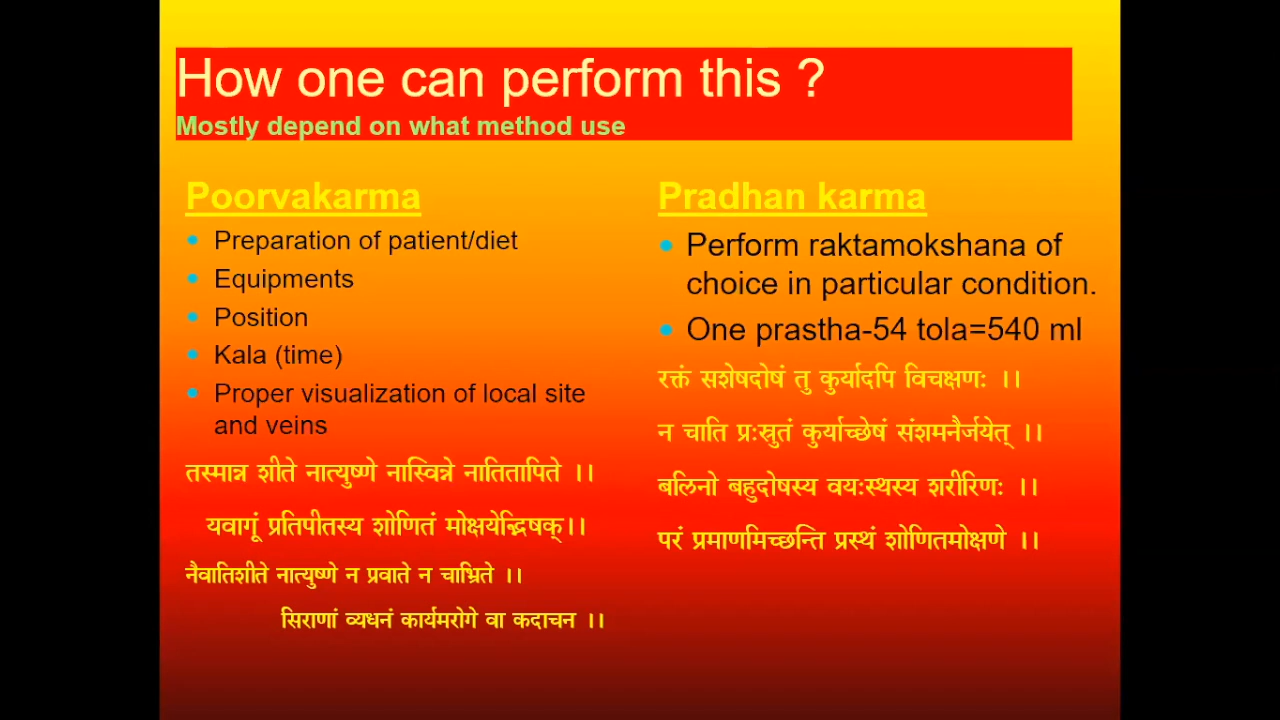 How one can perform this ?
Mostly depend on what method use
Poorvakarma
Preparation of patient/diet
Equipments
Position
Kala (time)
Proper visualization of local site
and veins
तस्मान्न शीते नात्युष्णे नास्विन्ने नातितापिते ।।
यवागूं प्रतिपीतस्य शोणितं मोक्षयेद्भिषक्।।
नैवातिशीते नात्युष्णे न प्रवाते न चाभ्रिते ।।
सिराणां व्यधनं कार्यमरोगे वा कदाचन ।।
Pradhan karma
Perform raktamokshana of
choice in particular condition.
One prastha-54 tola=540 ml
रक्तं सशेषदोषं तु कुर्यादपि विचक्षणः ।।
न चाति प्रःस्रुतं कुर्याच्छेषं संशमनैर्जयेत् ।।
बलिनो बहुदोषस्य वयःस्थस्य शरीरिणः ।।
परं प्रमाणमिच्छन्ति प्रस्थं शोणितमोक्षणे ।।